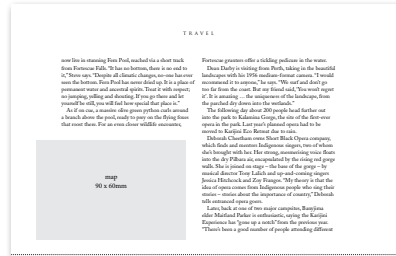 TRAVEL
now live in stunning Fern Pool, reached via a short track
from Fortescue Falls. "It has no bottom, there is no end to
it," Steve says. "Despite all climatic changes, no-one has ever
seen the bottom. Fern Pool has never dried up. It is a place of
permanent water and ancestral spirits. Treat it with respect;
no jumping, yelling and shouting. If you go there and let
yourself be still, you will feel how special that place is."
As if on cue, a massive olive green python curls around
a branch above the pool, ready to pray on the flying foxes
that roost there. For an even closer wildlife encounter,
map
90 x 60mm
Fortescue grunters offer a tickling pedicure in the water.
Dani Darby is visiting from Perth, taking in the beautiful
landscapes with his 1956 medium-format camera. "I would
recommend it to anyone," he says. "We surf and don't go
too far from the coast. But my friend said, 'You won't regret
it'. It is amazing … the uniqueness of the landscape, from
the parched dry down into the wetlands."
The following day about 200 people head further out
into the park to Kalamina Gorge, the site of the first-ever
opera in the park. Last year's planned opera had to be
moved to Karijini Eco Retreat due to rain.
Deborah Cheetham owns Short Black Opera company,
which finds and mentors Indigenous singers, two of whom
she's brought with her. Her strong, mesmerising voice floats
into the dry Pilbara air, encapsulated by the rising red gorge
walls. She is joined on stage – the base of the gorge – by
musical director Toni Lalich and up-and-coming singers
Jessica Hitchcock and Zoy Frangos. "My theory is that the
idea of opera comes from Indigenous people who sing their
stories – stories about the importance of country," Deborah
tells entranced opera goers.
Later, back at one of two major campsites, Banyjima
elder Maitland Parker is enthusiastic, saying the Karijini
Experience has "gone up a notch" from the previous year.
"There's been a good number of people attending different